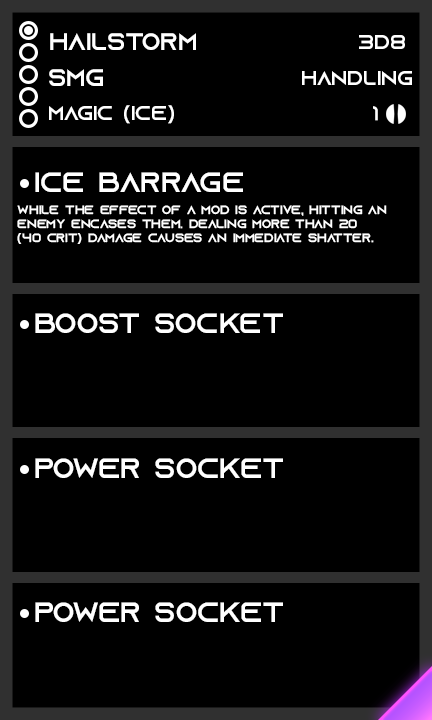 HAILSTORM 3D8
SMG HANDLING
MAGIC (ICE) 1
•ICE BARRAGE
WHILE THE EFFECT OF A MOD IS ACTIVE, HITTING AN
ENEMY ENCASES THEM. DEALING MORE THAN 20
(40 CRIT) DAMAGE CAUSES AN IMMEDIATE SHATTER.
•BOOST SOCKET
•POWER SOCKET
•POWER SOCKET